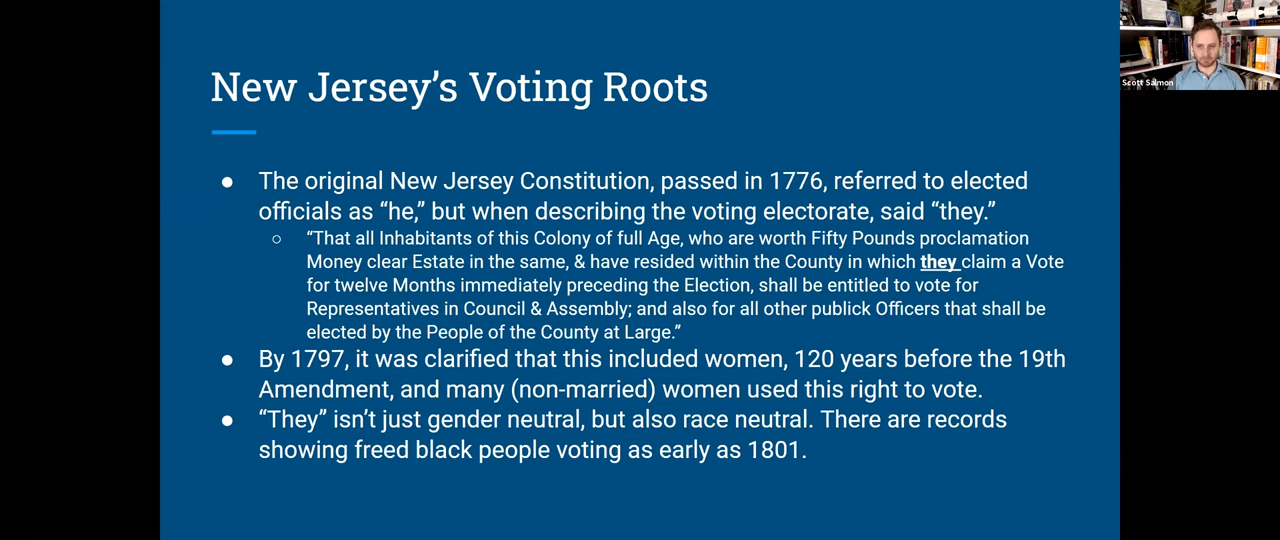 New Jersey’s Voting Roots
Scott Salmon
● The original New Jersey Constitution, passed in 1776, referred to elected
officials as “he,” but when describing the voting electorate, said “they.”
○ “That all Inhabitants of this Colony of full Age, who are worth Fifty Pounds proclamation
Money clear Estate in the same, & have resided within the County in which they claim a Vote
for twelve Months immediately preceding the Election, shall be entitled to vote for
Representatives in Council & Assembly; and also for all other publick Officers that shall be
elected by the People of the County at Large.”
● By 1797, it was clarified that this included women, 120 years before the 19th
Amendment, and many (non-married) women used this right to vote.
● “They” isn’t just gender neutral, but also race neutral. There are records
showing freed black people voting as early as 1801.